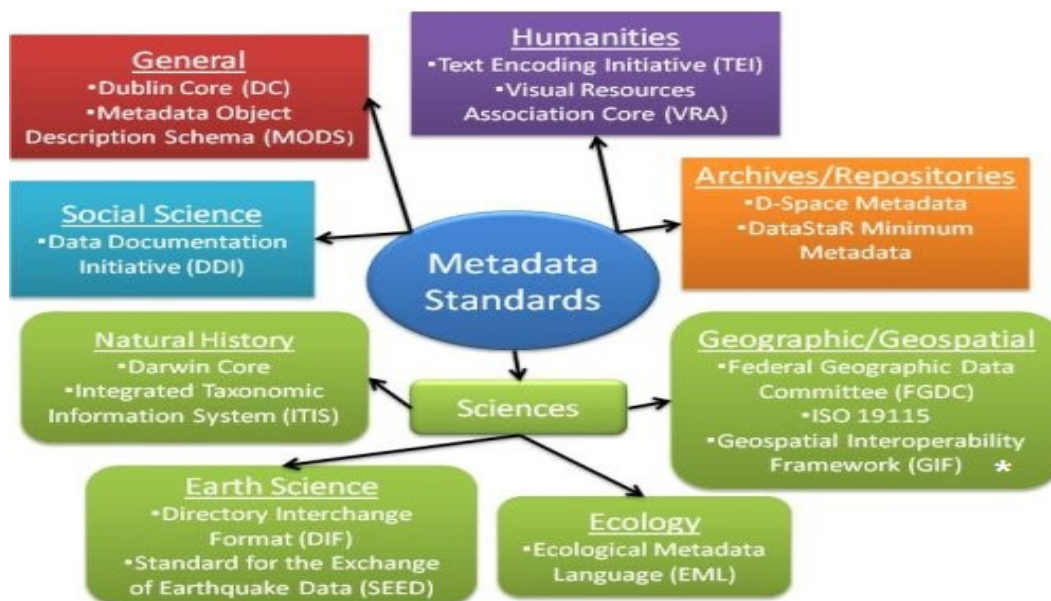 General
•Dublin Core (DC)
•Metadata Object
Description Schema (MODS)
Humanities
•Text Encoding Initiative (TEI)
•Visual Resources
Association Core (VRA)
Social Science
•Data Documentation
Initiative (DDI)
Metadata
Standards
Archives/Repositories
•D-Space Metadata
•DataStaR Minimum
Metadata
Natural History
•Darwin Core
•Integrated Taxonomic
Information System (ITIS)
Sciences
Geographic/Geospatial
•Federal Geographic Data
Committee (FGDC)
•ISO 19115
•Geospatial Interoperability
Framework (GIF) *
Earth Science
•Directory Interchange
Format (DIF)
•Standard for the Exchange
of Earthquake Data (SEED)
Ecology
•Ecological Metadata
Language (EML)